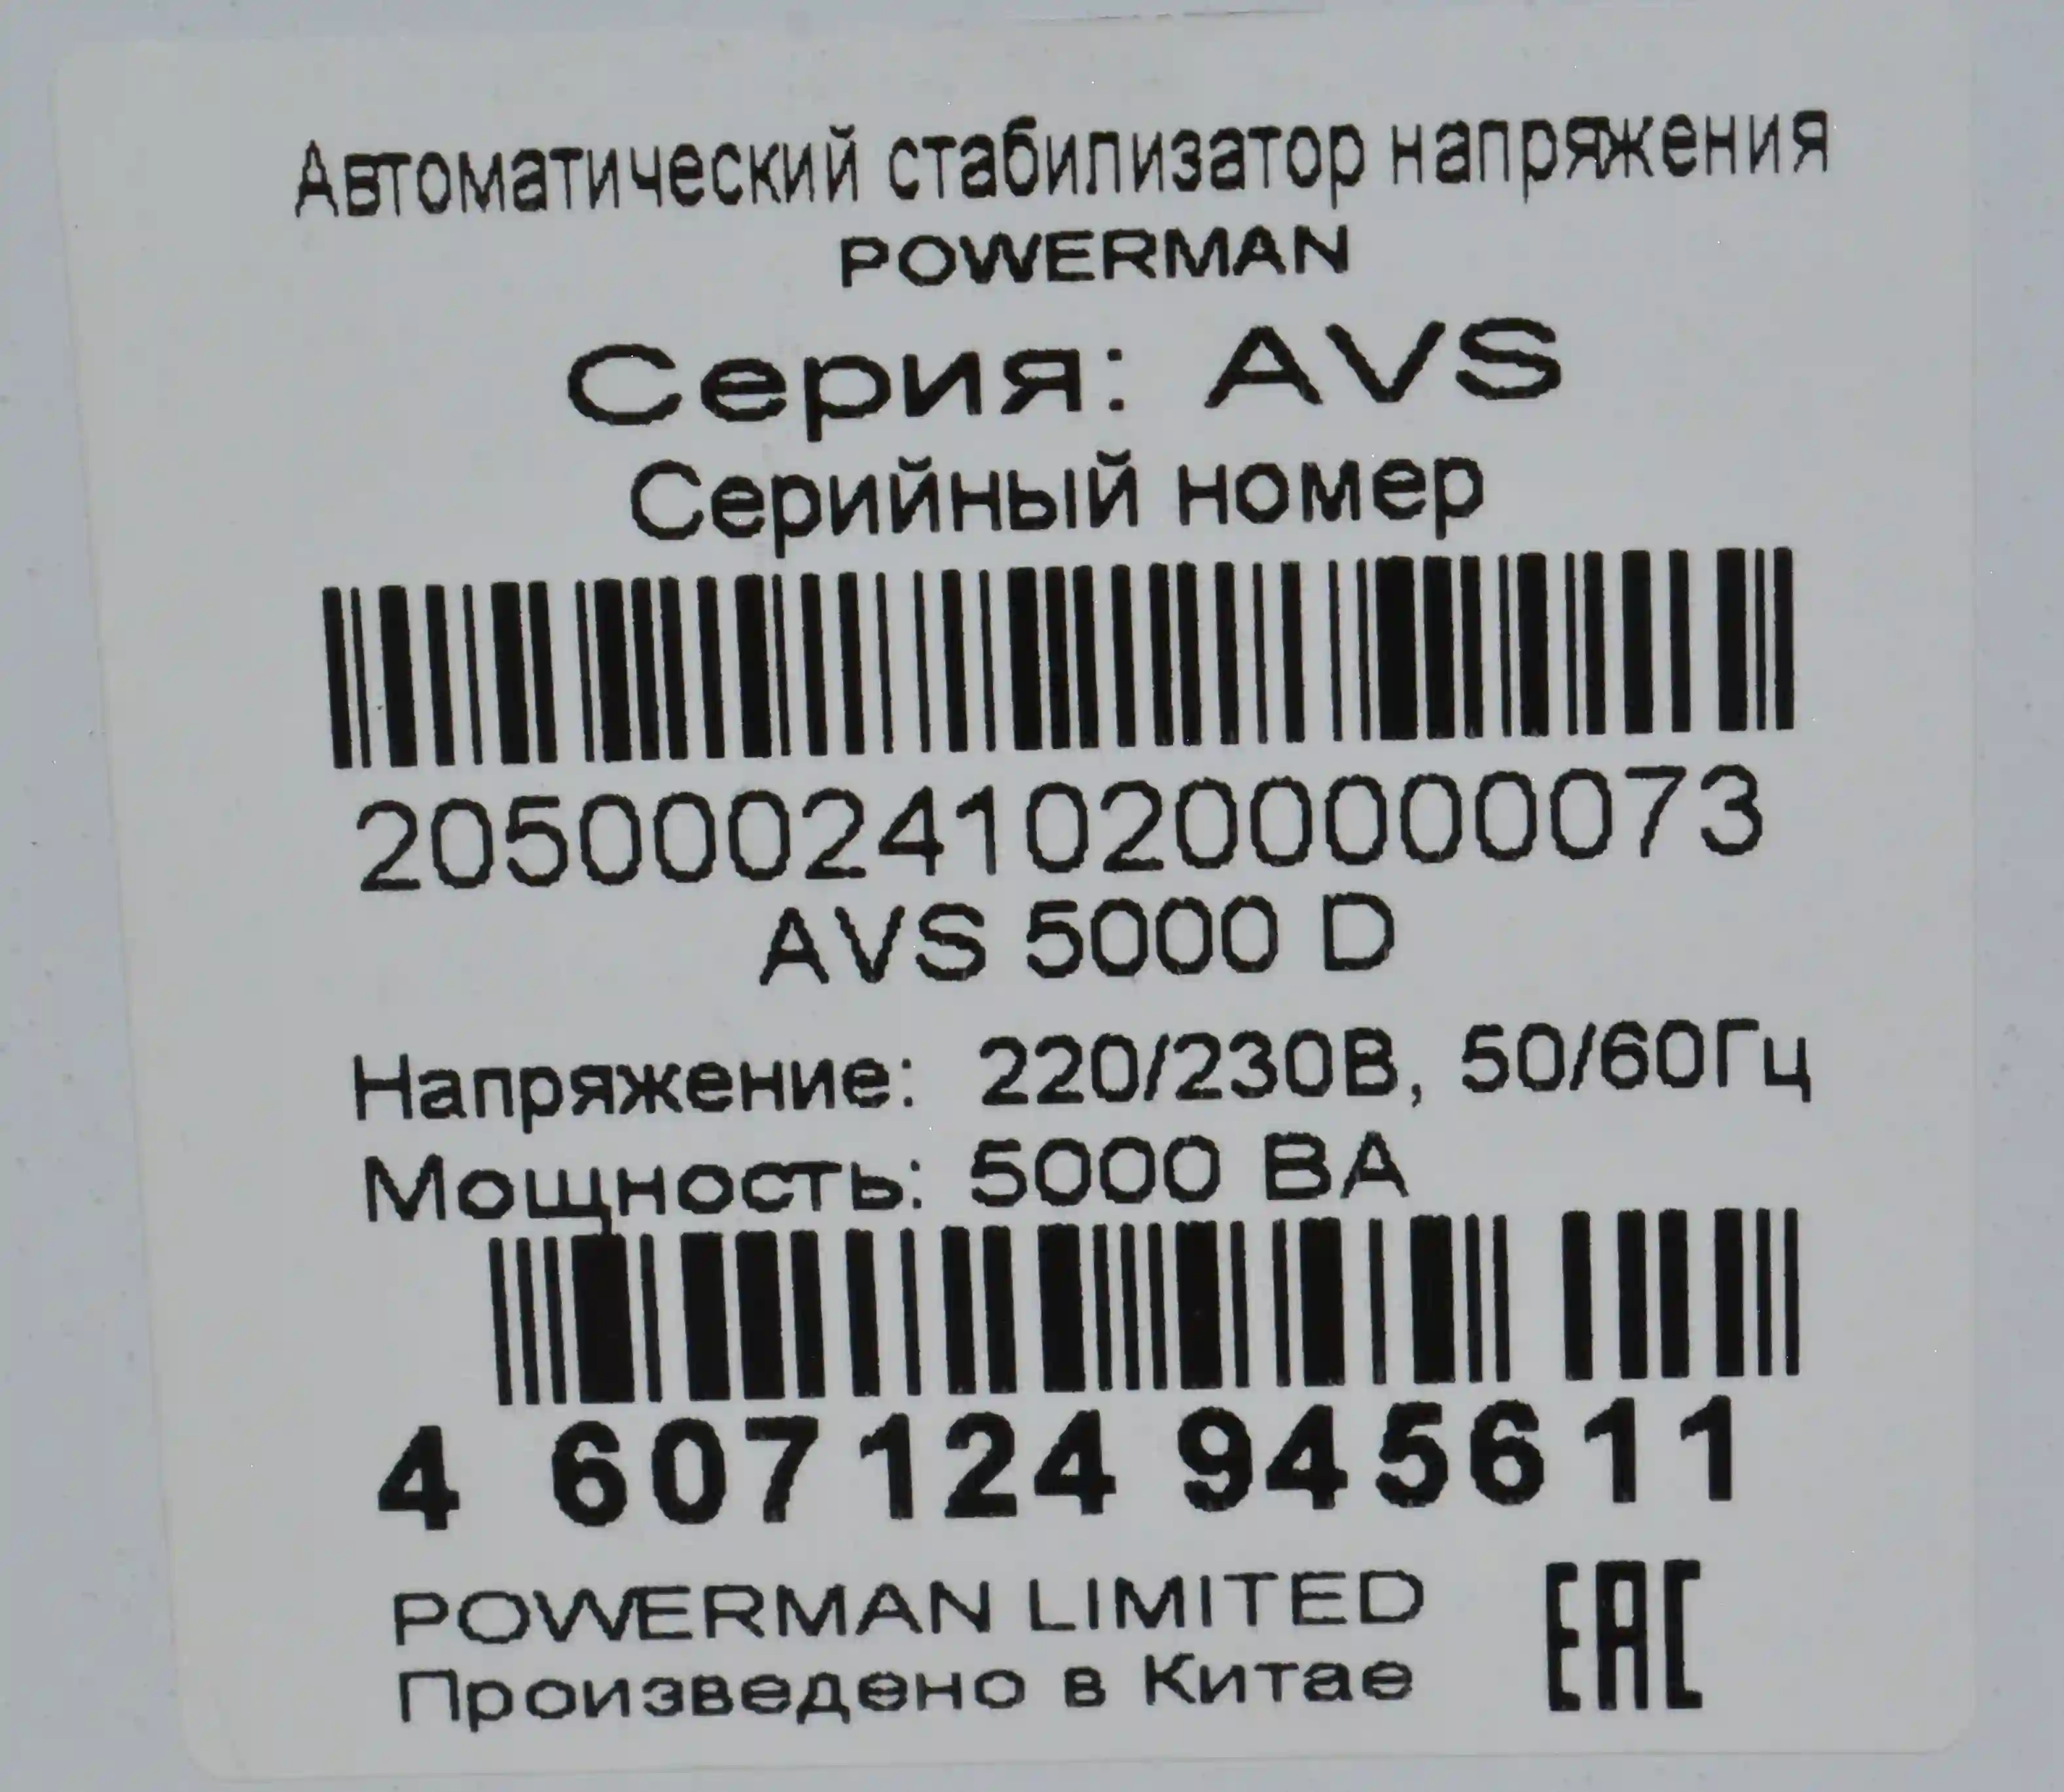 Автоматический стабилизатор напряжения
POWERMAN
Серия: AVS
Серийный номер
2050002410200000073
AVS 5000 D
Напряжение: 220/230В, 50/60Гц
Мощность: 5000 ВА
4 607124 945611
POWERMAN LIMITED
Произведено в Китае
EAC